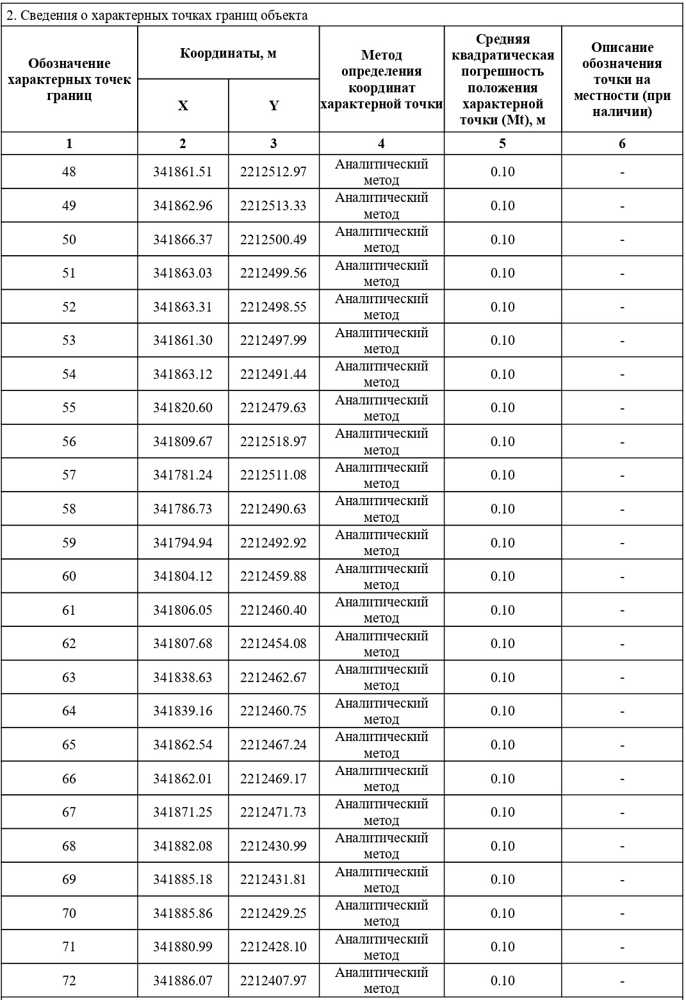 2. Сведения о характерных точках границ объекта
Обозначение
характерных точек
границ
Координаты, м
X
Y
Метод
определения
координат
характерной точки
Средняя
квадратическая
погрешность
положения
характерной
точки (Mt), м
Описание
обозначения
точки на
местности (при
наличии)
1 2 3 4 5 6
48 341861.51 2212512.97 Аналитический
метод 0.10 -
49 341862.96 2212513.33 Аналитический
метод 0.10 -
50 341866.37 2212500.49 Аналитический
метод 0.10 -
51 341863.03 2212499.56 Аналитический
метод 0.10 -
52 341863.31 2212498.55 Аналитический
метод 0.10 -
53 341861.30 2212497.99 Аналитический
метод 0.10 -
54 341863.12 2212491.44 Аналитический
метод 0.10 -
55 341820.60 2212479.63 Аналитический
метод 0.10 -
56 341809.67 2212518.97 Аналитический
метод 0.10 -
57 341781.24 2212511.08 Аналитический
метод 0.10 -
58 341786.73 2212490.63 Аналитический
метод 0.10 -
59 341794.94 2212492.92 Аналитический
метод 0.10 -
60 341804.12 2212459.88 Аналитический
метод 0.10 -
61 341806.05 2212460.40 Аналитический
метод 0.10 -
62 341807.68 2212454.08 Аналитический
метод 0.10 -
63 341838.63 2212462.67 Аналитический
метод 0.10 -
64 341839.16 2212460.75 Аналитический
метод 0.10 -
65 341862.54 2212467.24 Аналитический
метод 0.10 -
66 341862.01 2212469.17 Аналитический
метод 0.10 -
67 341871.25 2212471.73 Аналитический
метод 0.10 -
68 341882.08 2212430.99 Аналитический
метод 0.10 -
69 341885.18 2212431.81 Аналитический
метод 0.10 -
70 341885.86 2212429.25 Аналитический
метод 0.10 -
71 341880.99 2212428.10 Аналитический
метод 0.10 -
72 341886.07 2212407.97 Аналитический
метод 0.10 -